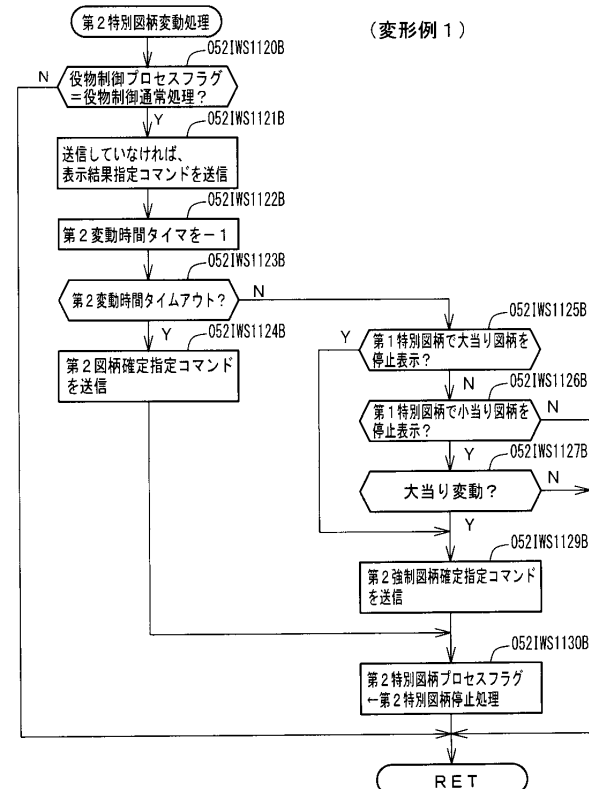 第2特別図柄変動処理
(変形例1)
052IWS1120B
N
役物制御プロセスフラグ
=役物制御通常処理?
Y
052IWS1121B
送信していなければ、
表示結果指定コマンドを送信
052IWS1122B
第2変動時間タイマを-1
052IWS1123B
第2変動時間タイムアウト?
N
Y
052IWS1124B
第2図柄確定指定コマンド
を送信
052IWS1125B
Y
第1特別図柄で大当り図柄を
停止表示?
N
052IWS1126B
第1特別図柄で小当り図柄を
停止表示?
N
Y
052IWS1127B
大当り変動?
N
Y
052IWS1129B
第2強制図柄確定指定コマンド
を送信
052IWS1130B
第2特別図柄プロセスフラグ
←第2特別図柄停止処理
RET